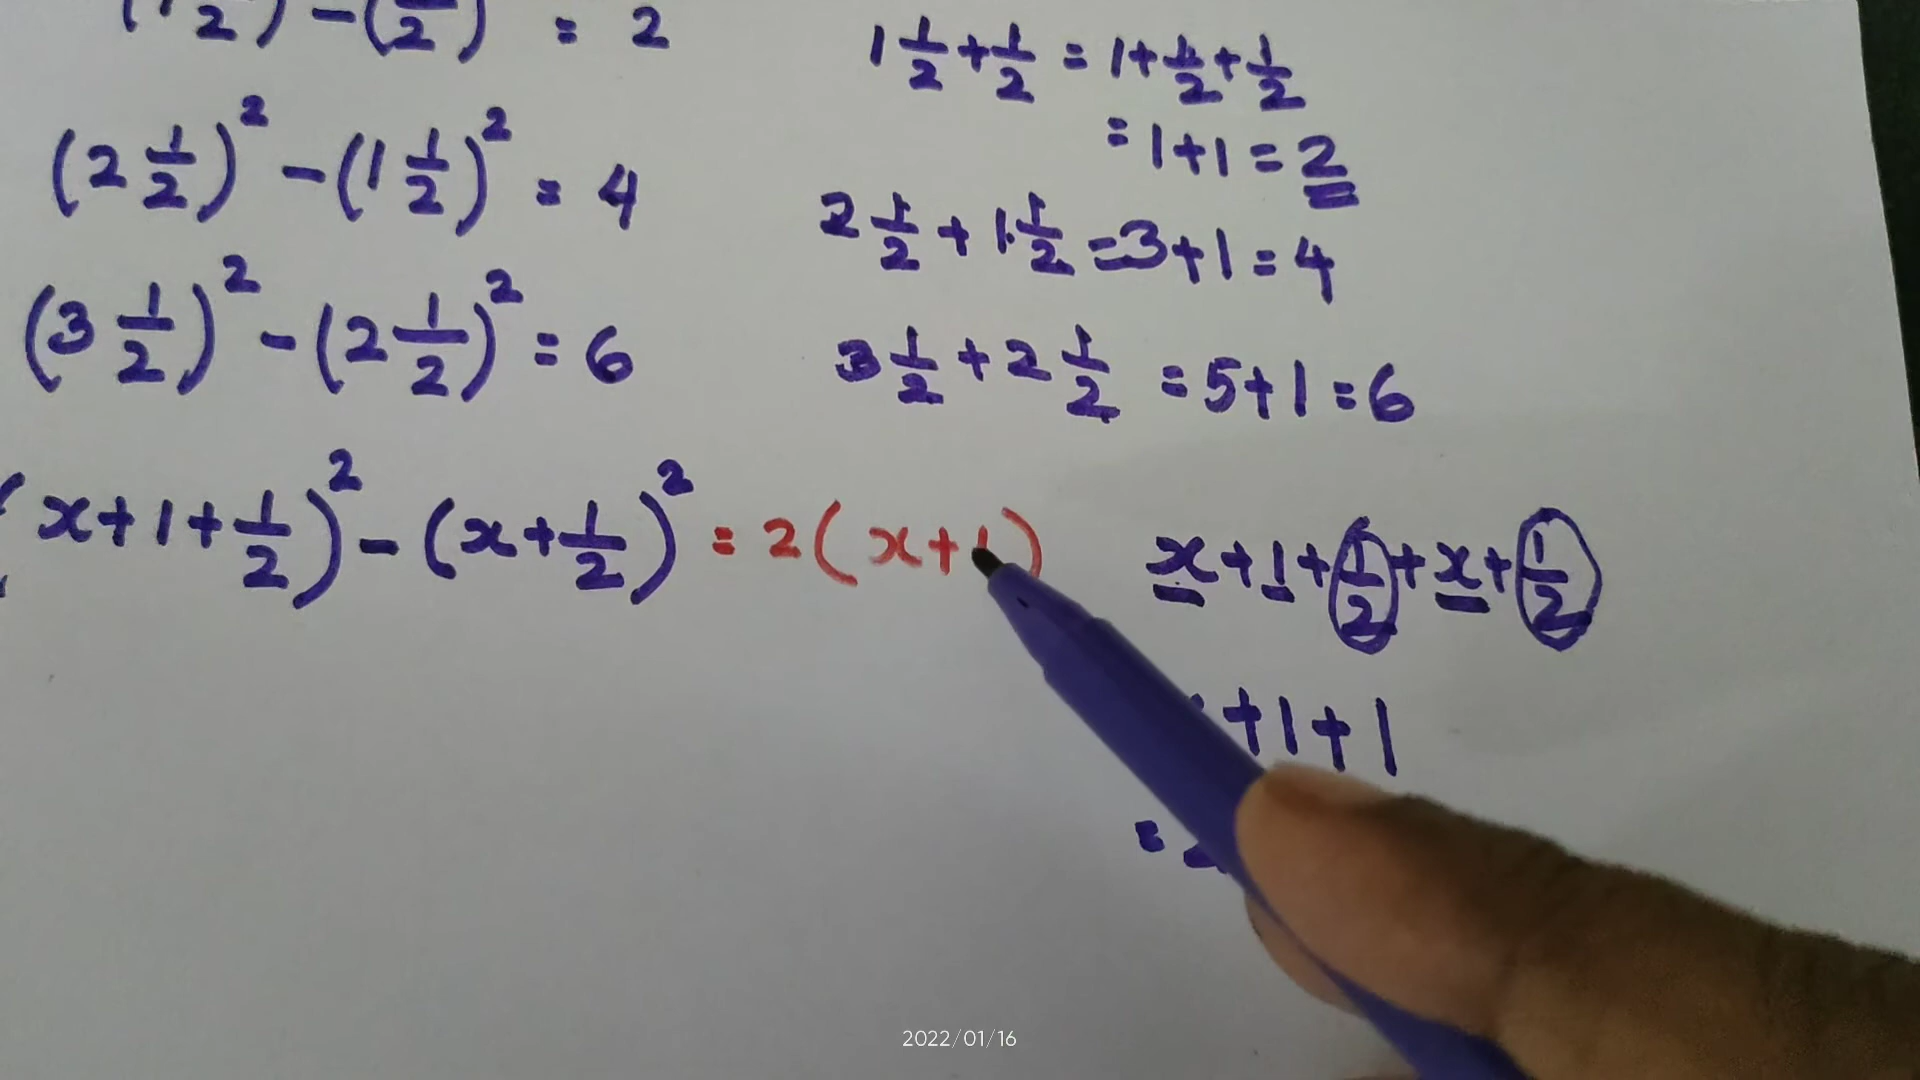 2)-(2) = 2
(2 1/2)² - (1 1/2)² = 4
(3 1/2)² - (2 1/2)² = 6
(x+1+1/2)² - (x+1/2)² = 2(x+1)
1 1/2 + 1/2 = 1+1/2+1/2
= 1+1 = 2
2 1/2 + 1 1/2 = 3+1 = 4
3 1/2 + 2 1/2 = 5+1 = 6
x+1+1/2+x+1/2
+1+1
=
2022/01/16